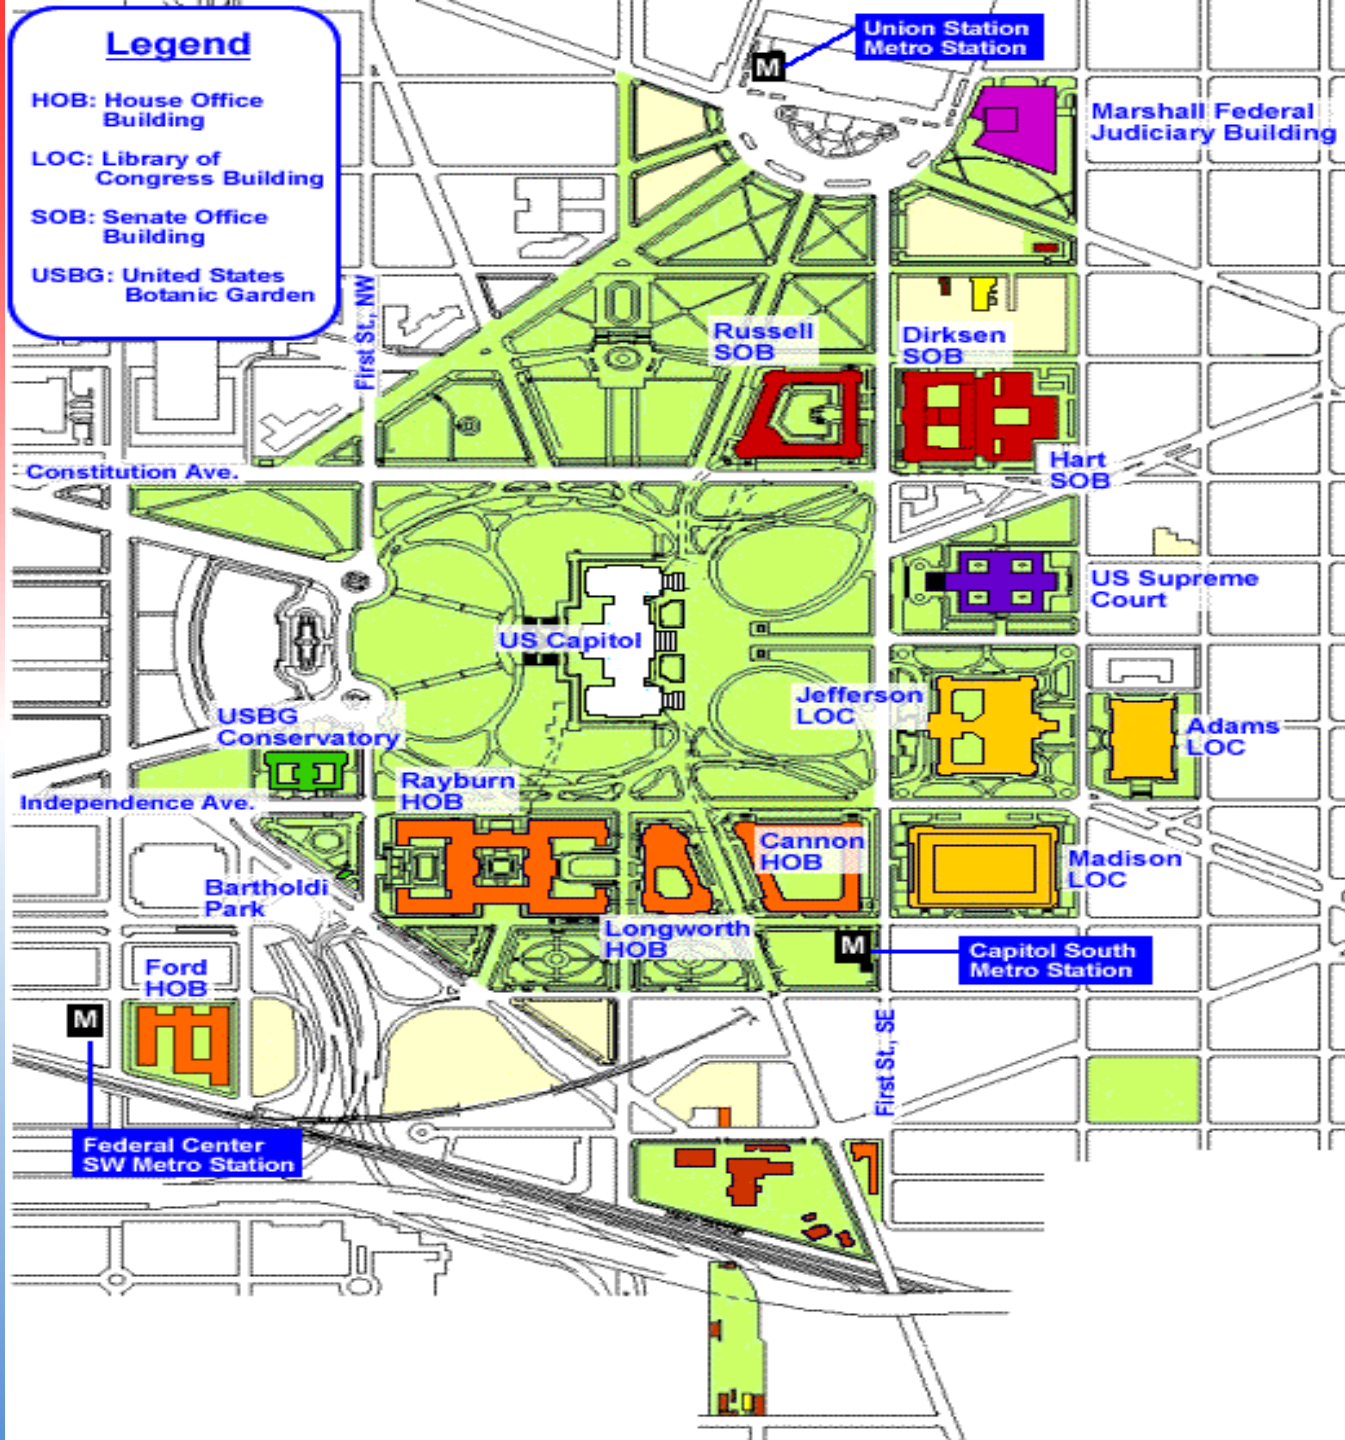 Legend
HOB: House Office
Building
LOC: Library of
Congress Building
SOB: Senate Office
Building
USBG: United States
Botanic Garden
Union Station
Metro Station
M
Marshall Federal
Judiciary Building
First St., NW
Russell
SOB
Dirksen
SOB
Constitution Ave.
Hart
SOB
US Supreme
Court
US Capitol
Jefferson
LOC
Adams
LOC
USBG
Conservatory
Rayburn
HOB
Independence Ave.
Cannon
HOB
Madison
LOC
Bartholdi
Park
Longworth
HOB
M
Capitol South
Metro Station
Ford
HOB
M
First St., SE
Federal Center
SW Metro Station